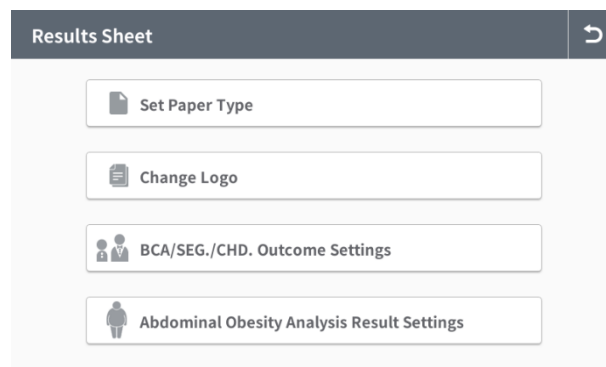 Results Sheet
Set Paper Type
Change Logo
BCA/SEG./CHD. Outcome Settings
Abdominal Obesity Analysis Result Settings